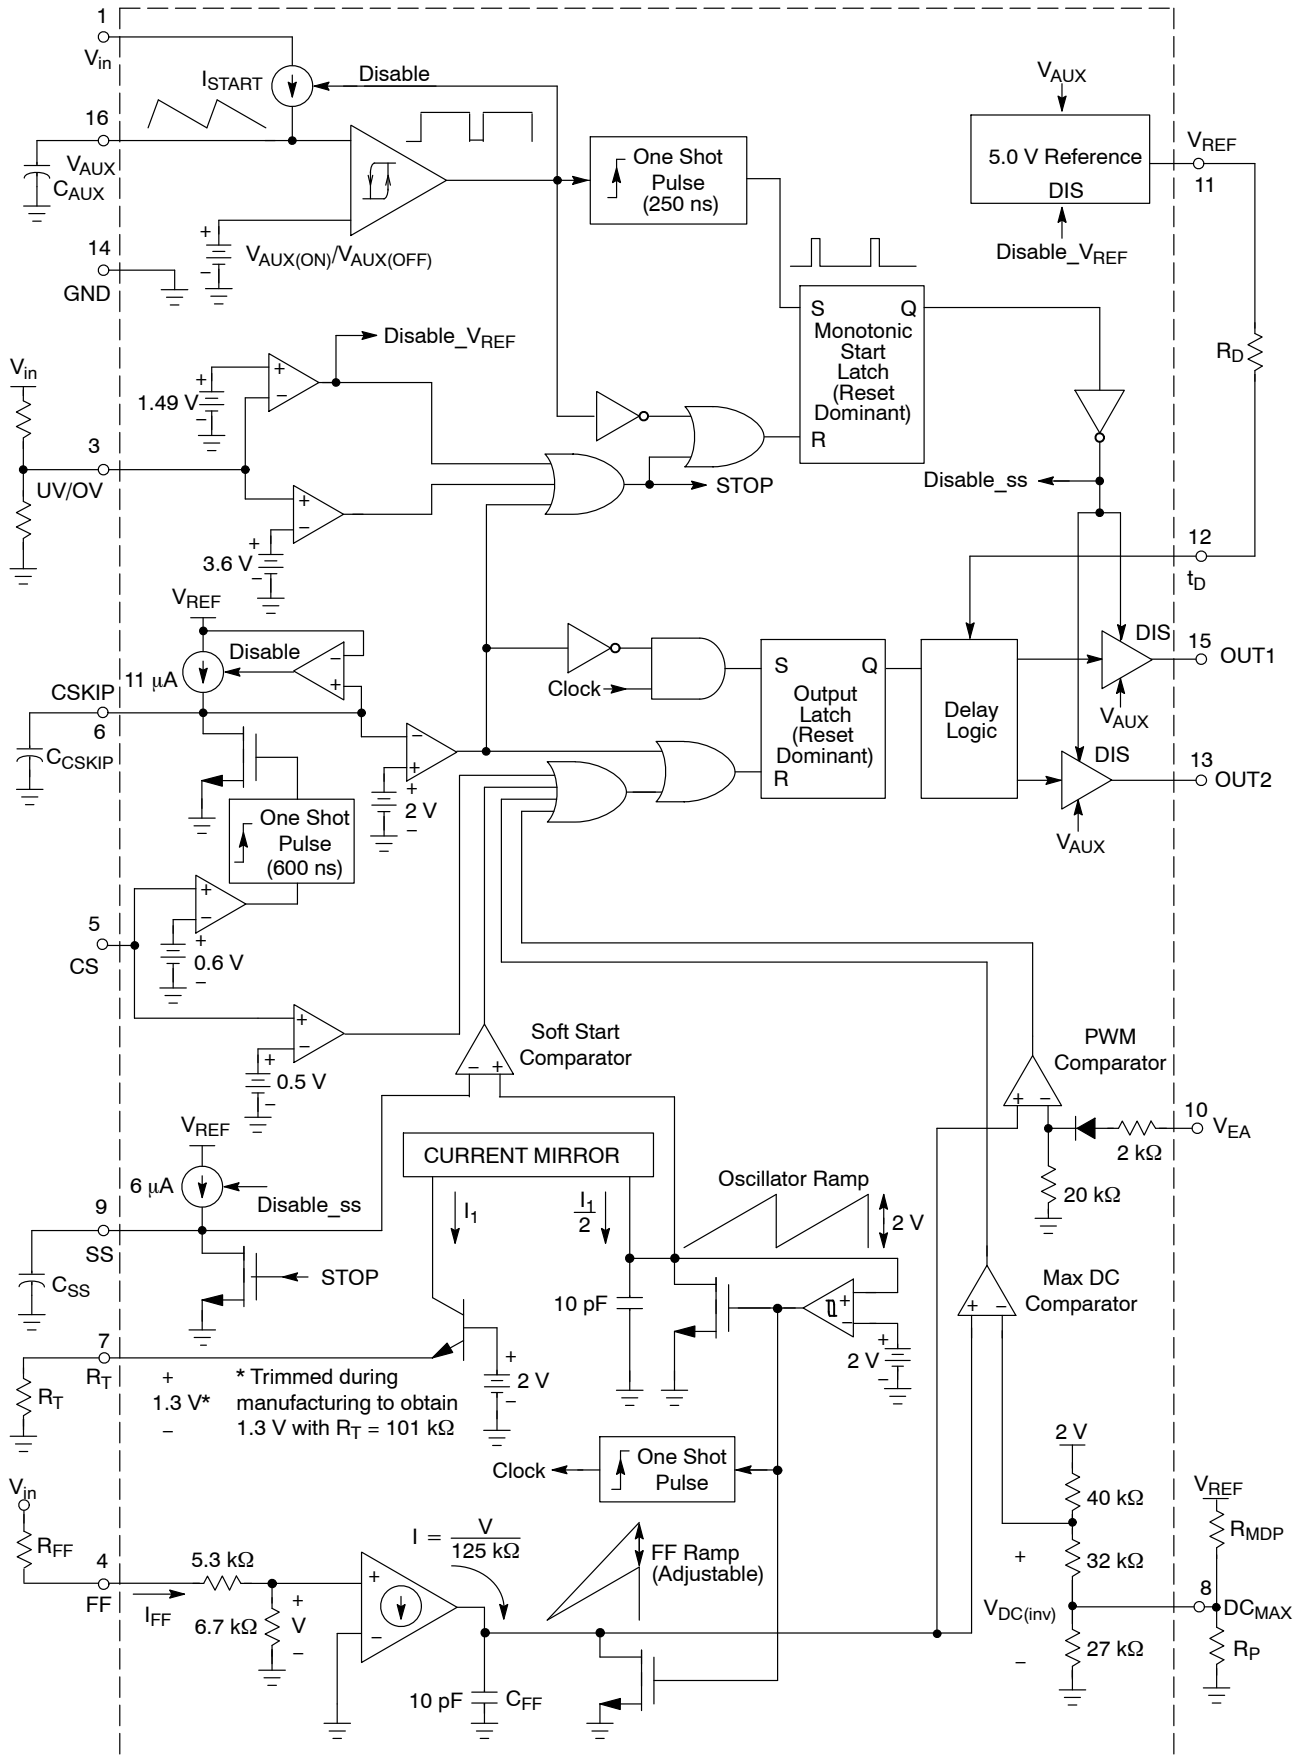 1
Vin
ISTART
Disable
16
VAUX
CAUX
VAUX(ON)/VAUX(OFF)
14
GND
One Shot
Pulse
(250 ns)
VAUX
5.0 V Reference
DIS
Disable_VREF
VREF
11
RD
S
Q
Monotonic
Start
Latch
(Reset
Dominant)
R
Disable_VREF
Vin
+
−
1.49 V
+
−
3
UV/OV
+
−
3.6 V
+
−
STOP
Disable_ss
12
tD
VREF
Disable
−
+
11 µA
CSKIP
6
CCSKIP
−
+
+
2 V
−
Clock
S
Q
Output
Latch
(Reset
Dominant)
R
Delay
Logic
DIS
15
OUT1
VAUX
DIS
13
OUT2
VAUX
One Shot
Pulse
(600 ns)
5
CS
+
−
+
0.6 V
−
+
−
+
0.5 V
−
Soft Start
Comparator
−
+
PWM
Comparator
+
−
10
VEA
2 kΩ
20 kΩ
VREF
6 µA
Disable_ss
9
SS
CSS
STOP
CURRENT MIRROR
I1
I1
2
Oscillator Ramp
2 V
10 pF
+
−
+
2 V
−
Max DC
Comparator
+
−
7
RT
RT
+
1.3 V*
−
* Trimmed during
manufacturing to obtain
1.3 V with RT = 101 kΩ
+
2 V
−
Clock
One Shot
Pulse
2 V
40 kΩ
32 kΩ
27 kΩ
+
VDC(inv)
−
VREF
RMDP
8
DCMAX
RP
Vin
RFF
4
FF
IFF
5.3 kΩ
6.7 kΩ
+
V
−
+
−
I = V
125 kΩ
FF Ramp
(Adjustable)
10 pF
CFF